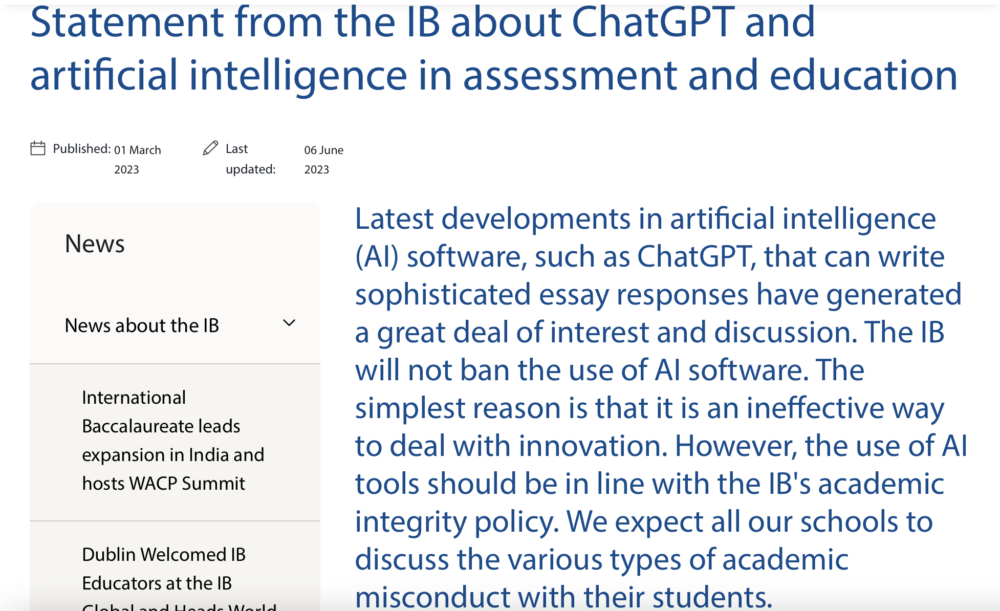 Statement from the IB about ChatGPT and
artificial intelligence in assessment and education
Published: 01 March
2023
Last
updated:
06 June
2023
News
News about the IB
International
Baccalaureate leads
expansion in India and
hosts WACP Summit
Dublin Welcomed IB
Educators at the IB
Global and Heads World
Latest developments in artificial intelligence
(AI) software, such as ChatGPT, that can write
sophisticated essay responses have generated
a great deal of interest and discussion. The IB
will not ban the use of AI software. The
simplest reason is that it is an ineffective way
to deal with innovation. However, the use of AI
tools should be in line with the IB's academic
integrity policy. We expect all our schools to
discuss the various types of academic
misconduct with their students.